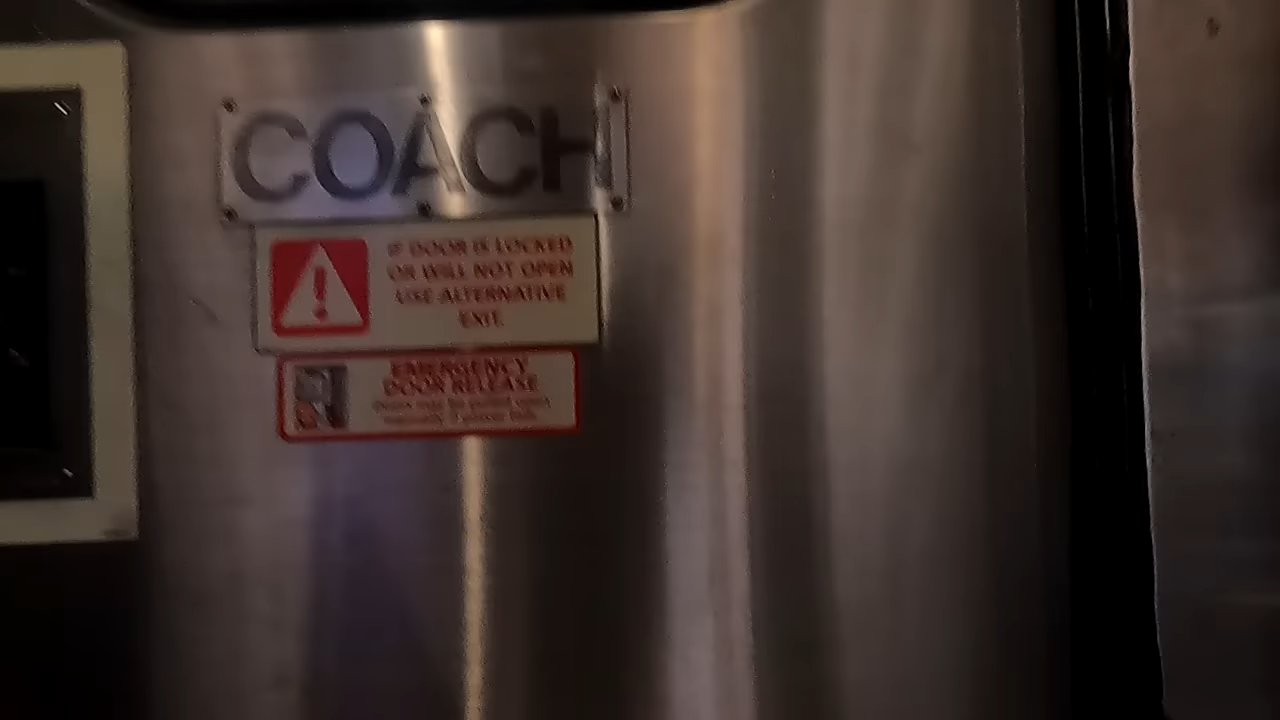 COACH
IF DOOR IS LOCKED
OR WILL NOT OPEN
USE ALTERNATIVE
EXIT.
EMERGENCY
DOOR RELEASE